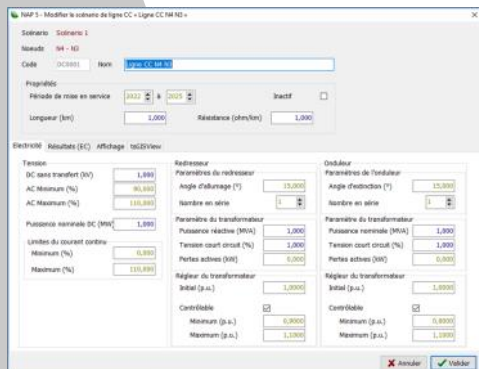 NAP 5 - Modifier le scénario de ligne CC « Ligne CC N4 N3 »
Scénario Scénario 1
Noeuds N4 - N3
Code DC0001 Nom Ligne CC N4 N3
Propriétés
Période de mise en service 2022 à 2025 Inactif
Longueur (km) 1,000 Résistance (ohm/km) 1,000
Electricité Résultats (EC) Affichage toGISView
Tension Redresseur Onduleur
DC sans transfert (kV) 1,000 Paramètres du redresseur Paramètres de l'onduleur
AC Minimum (%) 90,000 Angle d'allumage (º) 15,000 Angle d'extinction (º) 15,000
AC Maximum (%) 110,000 Nombre en série 1 Nombre en série 1
Puissance nominale DC (MW) 1,000 Paramètre du transformateur Paramètre du transformateur
Puissance réactive (MVA) 1,000 Puissance nominale (MVA) 1,000
Limites du courant continu Tension court circuit (%) 1,000 Tension court circuit (%) 1,000
Minimum (%) 0,000 Pertes actives (kW) 0,000 Pertes actives (kW) 0,000
Maximum (%) 110,000 Régleur du transformateur Régleur du transformateur
Initial (p.u.) 1,0000 Initial (p.u.) 1,0000
Contrôlable Contrôlable
Minimum (p.u.) 0,9000 Minimum (p.u.) 0,9000
Maximum (p.u.) 1,1000 Maximum (p.u.) 1,1000
Annuler Valider